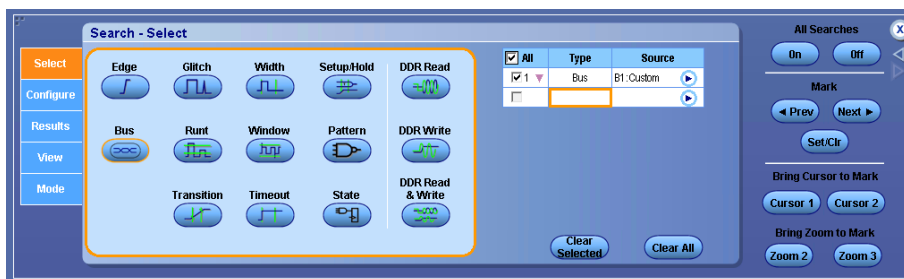 Search - Select
Select
Configure
Results
View
Mode
Edge Glitch Width Setup/Hold DDR Read
Bus Runt Window Pattern DDR Write
Transition Timeout State DDR Read
& Write
All Type Source
1 Bus B1:Custom
Clear
Selected
Clear All
All Searches
X
On Off
Mark
◄ Prev Next ►
Set/Clr
Bring Cursor to Mark
Cursor 1 Cursor 2
Bring Zoom to Mark
Zoom 2 Zoom 3